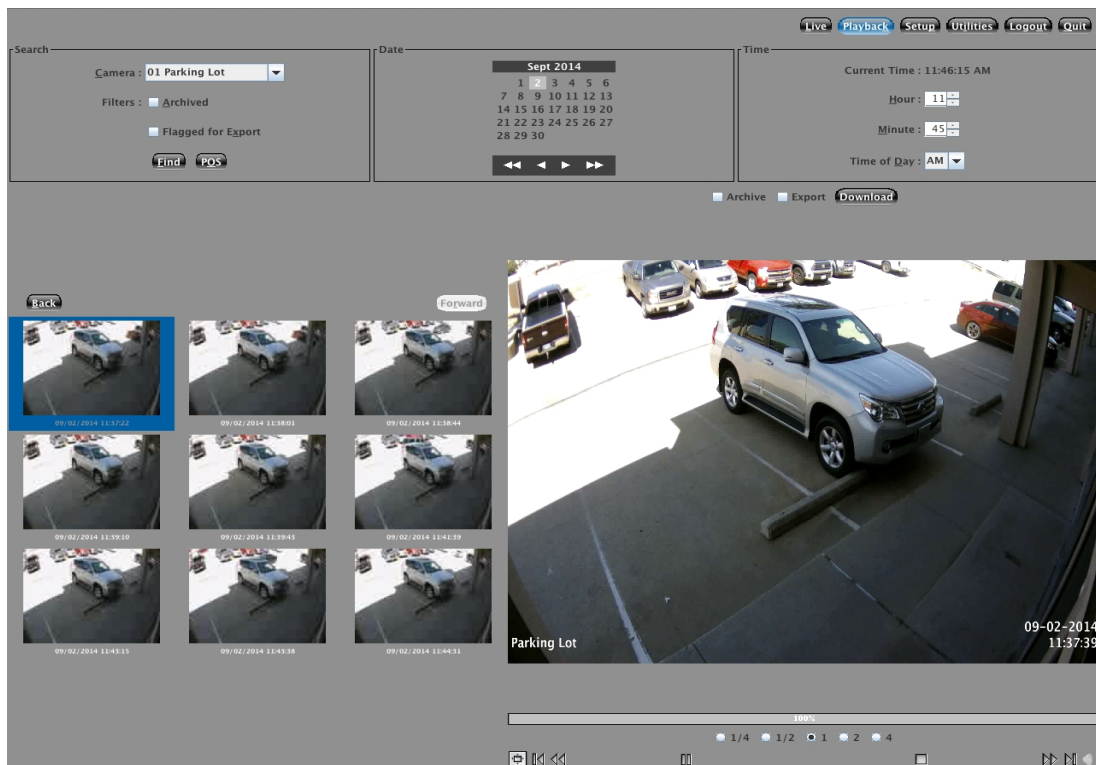 Live Playback Setup Utilities Logout Quit
Search
Camera : 01 Parking Lot
Filters : Archived
Flagged for Export
Find POS
Date
Sept 2014
1 2 3 4 5 6
7 8 9 10 11 12 13
14 15 16 17 18 19 20
21 22 23 24 25 26 27
28 29 30
Time
Current Time : 11:46:15 AM
Hour : 11
Minute : 45
Time of Day : AM
Archive Export Download
Back Forward
09/02/2014 11:37:22 09/02/2014 11:38:01 09/02/2014 11:38:44
09/02/2014 11:39:10 09/02/2014 11:39:43 09/02/2014 11:41:39
09/02/2014 11:43:15 09/02/2014 11:43:38 09/02/2014 11:44:31
Parking Lot
09-02-2014
11:37:39
100%
1/4 1/2 1 2 4